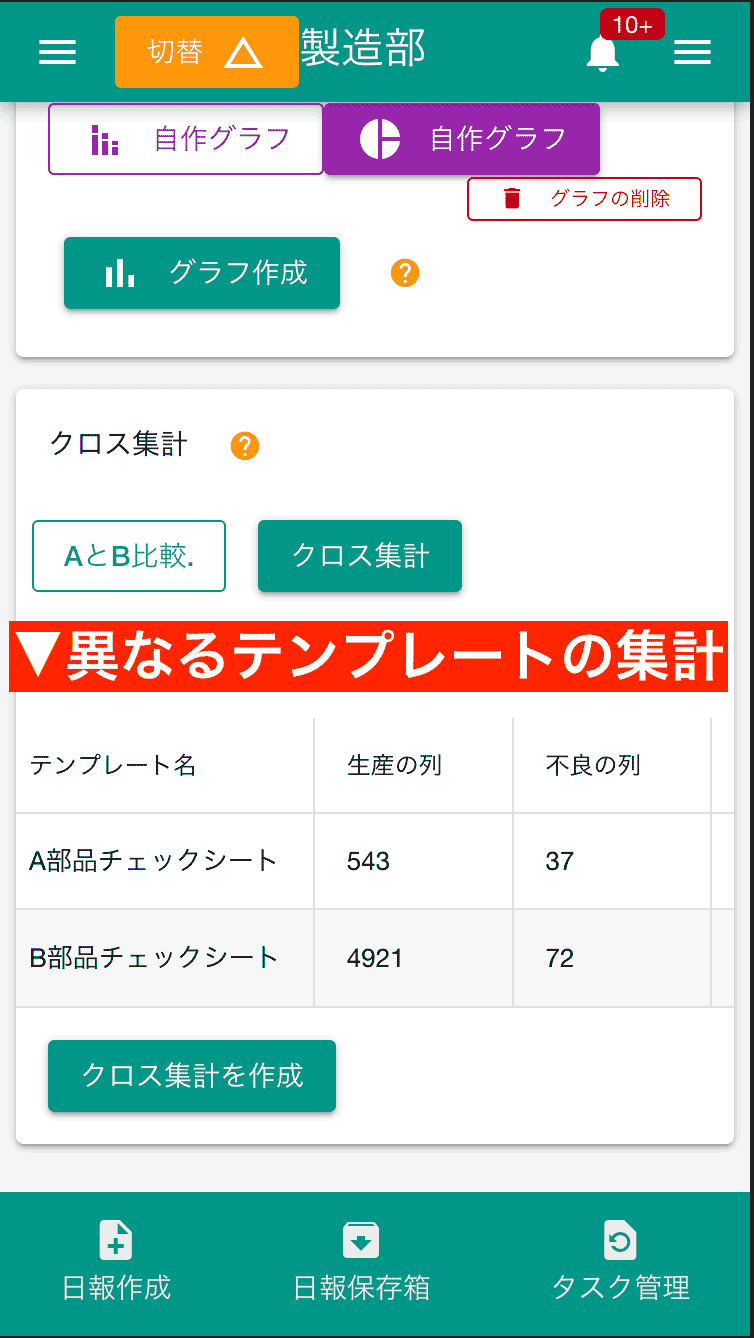 切替 製造部 10+
自作グラフ 自作グラフ
グラフの削除
グラフ作成 ?
クロス集計 ?
AとB比較. クロス集計
▼異なるテンプレートの集計
テンプレート名 生産の列 不良の列
A部品チェックシート 543 37
B部品チェックシート 4921 72
クロス集計を作成
日報作成 日報保存箱 タスク管理